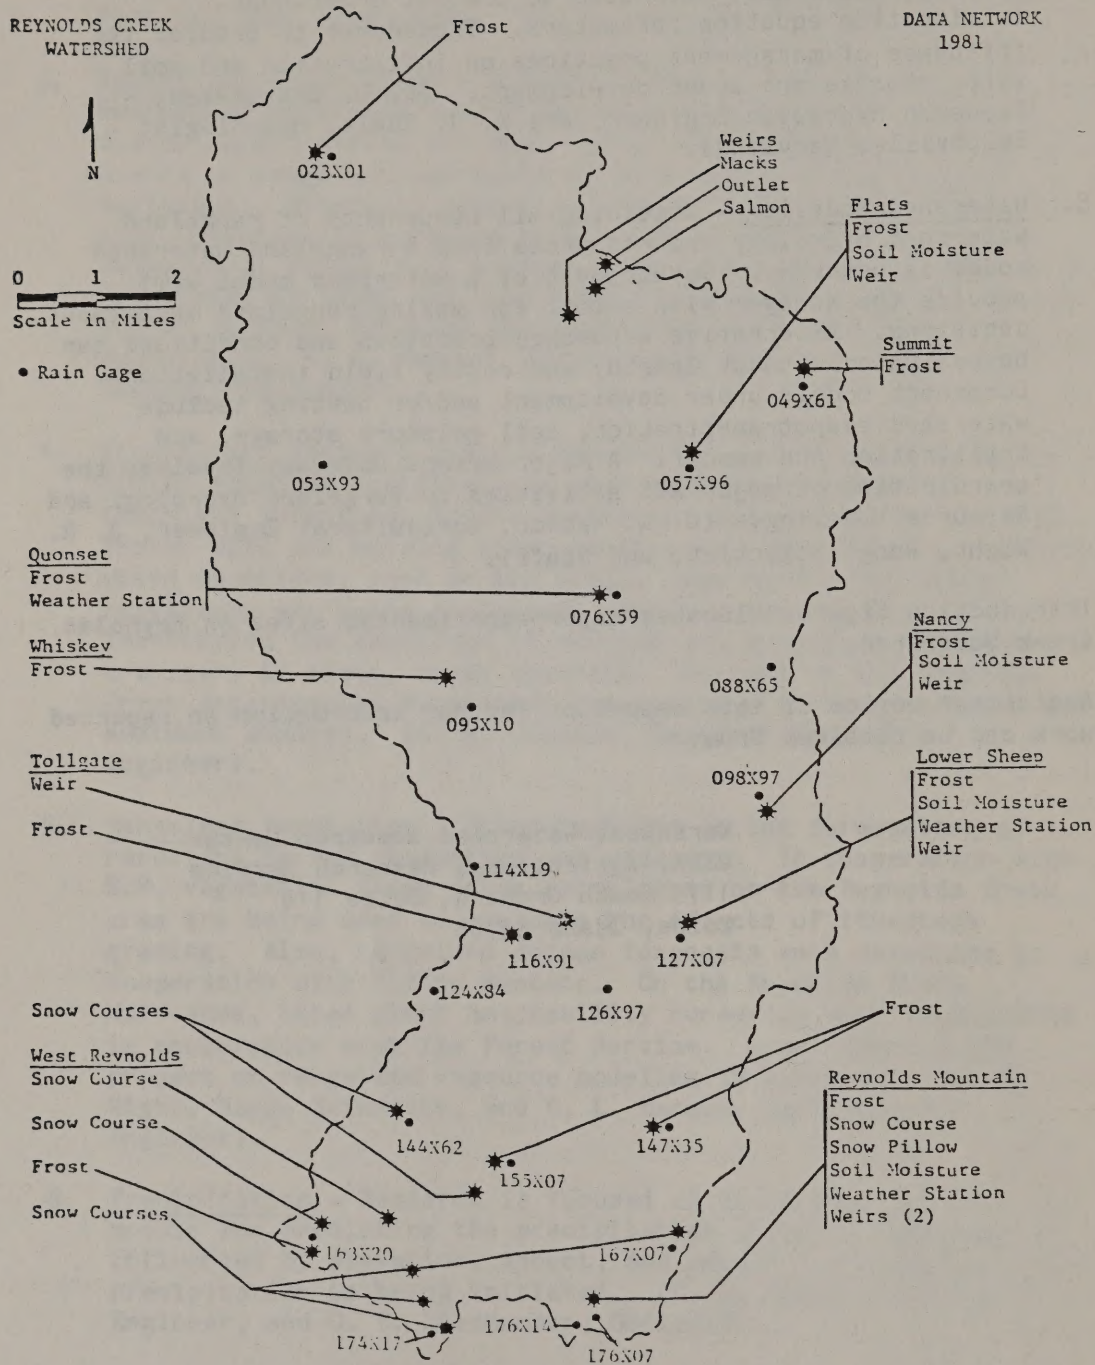 REYNOLDS CREEK
WATERSHED
DATA NETWORK
1981
N
Frost
023X01
Weirs
Macks
Outlet
Salmon
Flats
Frost
Soil Moisture
Weir
0 1 2
Scale in Miles
• Rain Gage
Summit
Frost
049X61
053X93
057X96
Quonset
Frost
Weather Station
076X59
Whiskey
Frost
095X10
088X65
Nancy
Frost
Soil Moisture
Weir
098X97
Tollgate
Weir
Frost
114X19
116X91
Lower Sheep
Frost
Soil Moisture
Weather Station
Weir
127X07
124X84
126X97
Snow Courses
Frost
West Reynolds
Snow Course
Snow Course
Frost
Snow Courses
144X62
155X07
147X35
Reynolds Mountain
Frost
Snow Course
Snow Pillow
Soil Moisture
Weather Station
Weirs (2)
163X20
167X07
174X17
176X14
176X07